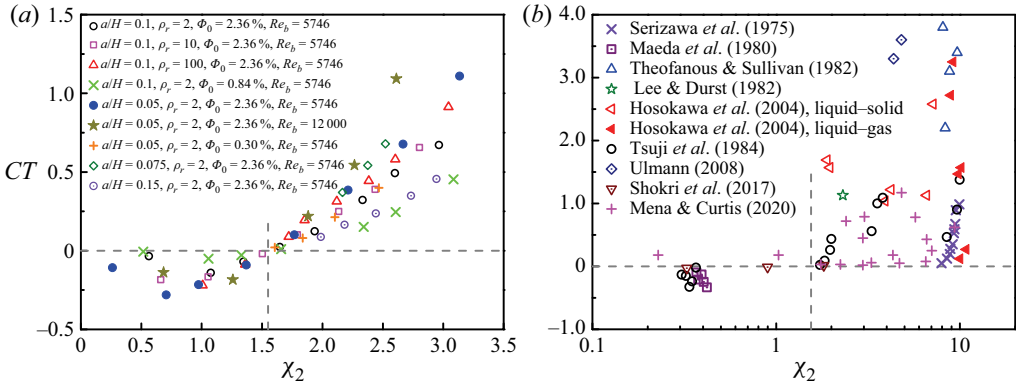 (a)
a/H = 0.1, ρr = 2, Φ0 = 2.36 %, Reb = 5746
a/H = 0.1, ρr = 10, Φ0 = 2.36 %, Reb = 5746
a/H = 0.1, ρr = 100, Φ0 = 2.36 %, Reb = 5746
a/H = 0.1, ρr = 2, Φ0 = 0.84 %, Reb = 5746
a/H = 0.05, ρr = 2, Φ0 = 2.36 %, Reb = 5746
a/H = 0.05, ρr = 2, Φ0 = 2.36 %, Reb = 12 000
a/H = 0.05, ρr = 2, Φ0 = 0.30 %, Reb = 5746
a/H = 0.075, ρr = 2, Φ0 = 2.36 %, Reb = 5746
a/H = 0.15, ρr = 2, Φ0 = 2.36 %, Reb = 5746
1.5
1.0
0.5
0
−0.5
CT
0 0.5 1.0 1.5 2.0 2.5 3.0 3.5
χ2
(b)
Serizawa et al. (1975)
Maeda et al. (1980)
Theofanous & Sullivan (1982)
Lee & Durst (1982)
Hosokawa et al. (2004), liquid–solid
Hosokawa et al. (2004), liquid–gas
Tsuji et al. (1984)
Ulmann (2008)
Shokri et al. (2017)
Mena & Curtis (2020)
4.0
3.0
2.0
1.0
0
−1.0
0.1 1 10
χ2